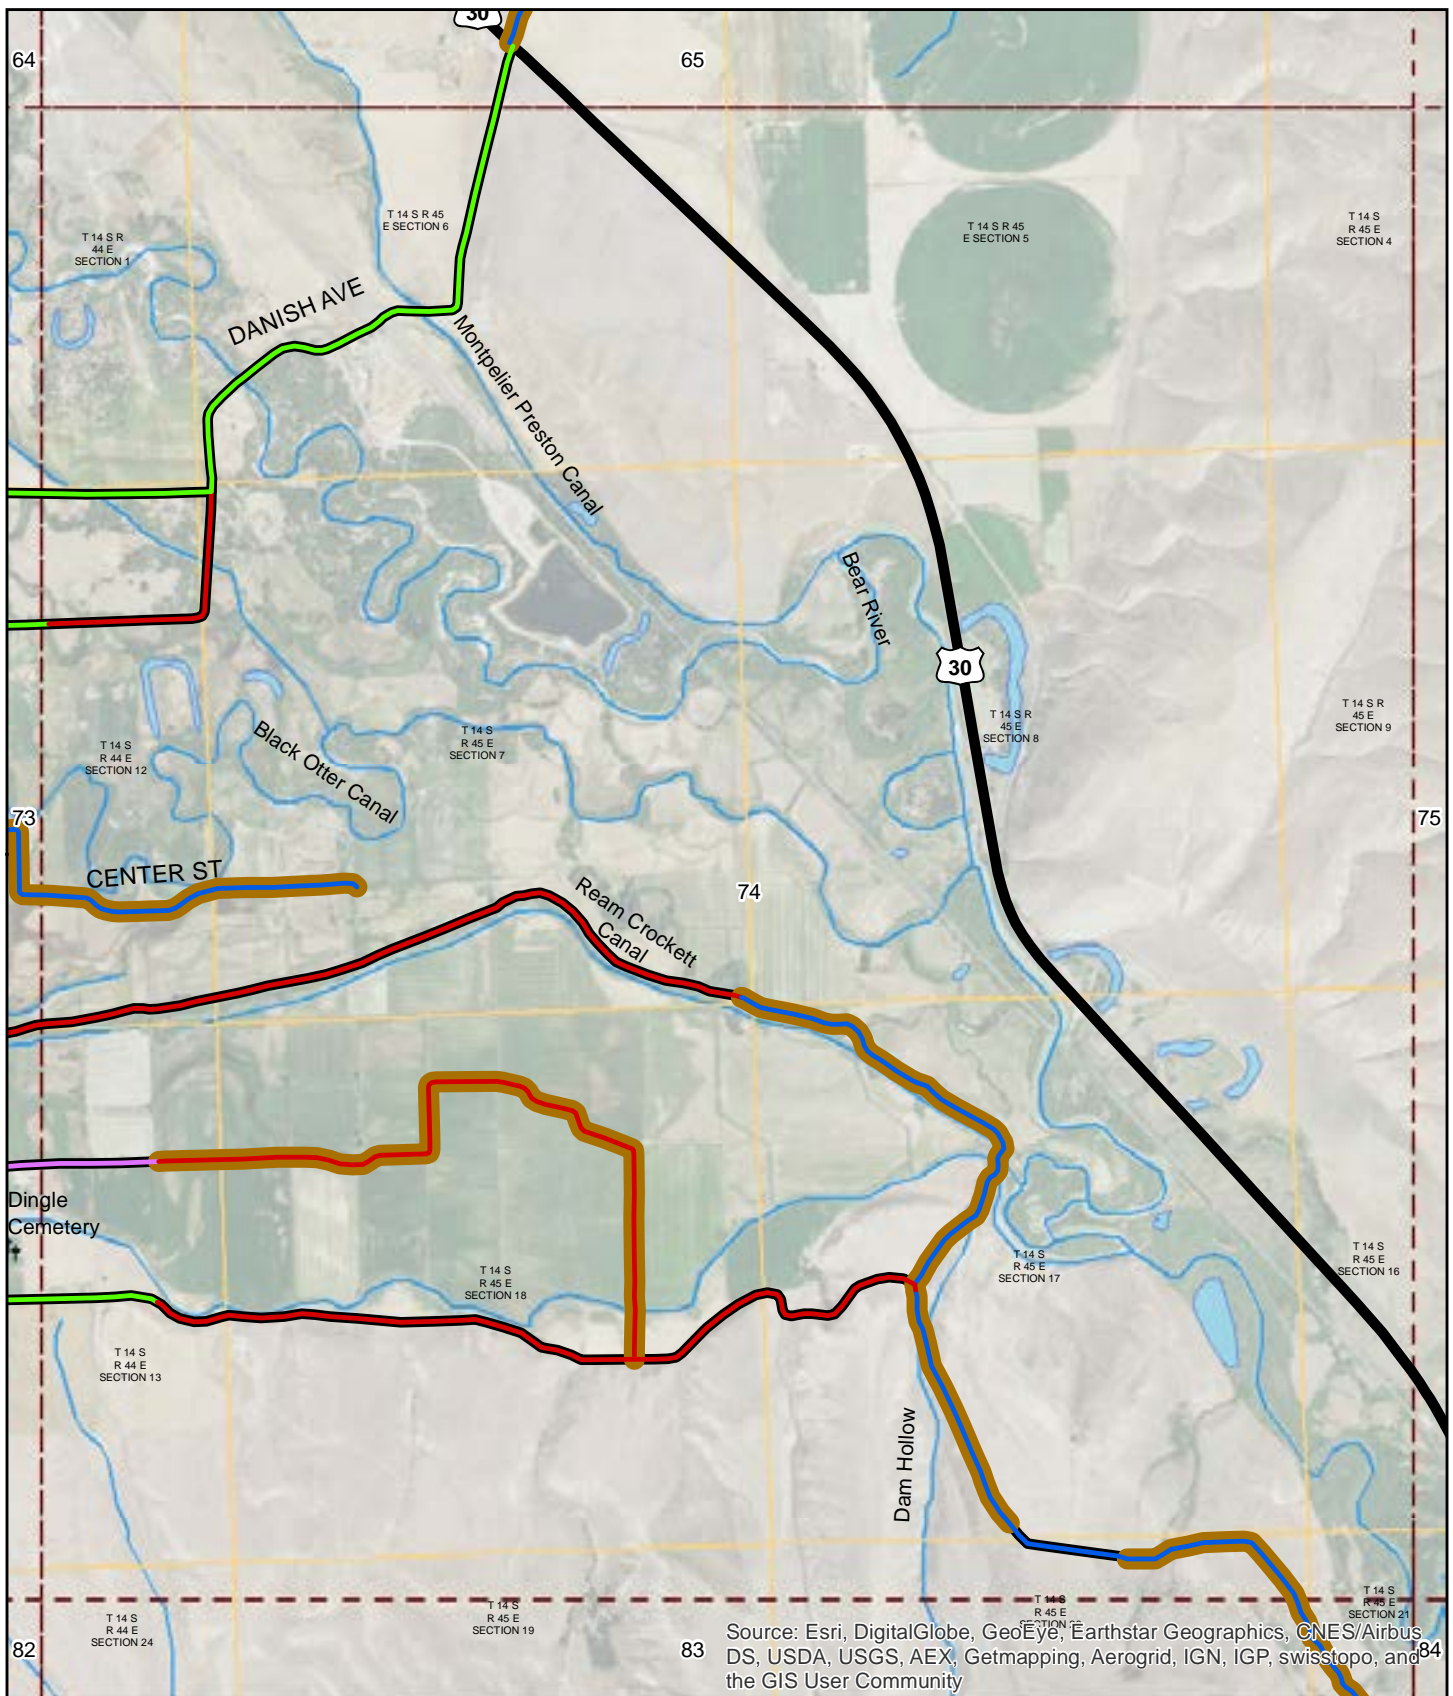 30
64
65
T 14 S R 45
E SECTION 6
T 14 S R 45
E SECTION 5
T 14 S
R 45 E
SECTION 4
T 14 S R
44 E
SECTION 1
DANISH AVE
Montpelier Preston Canal
Bear River
30
T 14 S R
45 E
SECTION 8
T 14 S R
45 E
SECTION 9
T 14 S
R 44 E
SECTION 12
Black Otter Canal
T 14 S
R 45 E
SECTION 7
73
75
CENTER ST
Ream Crockett
Canal
74
Dingle
Cemetery
T 14 S
R 45 E
SECTION 18
T 14 S
R 45 E
SECTION 17
T 14 S
R 45 E
SECTION 16
T 14 S
R 44 E
SECTION 13
Dam Hollow
T 14 S
R 44 E
SECTION 24
T 14 S
R 45 E
SECTION 19
T 14 S
R 45 E
SECTION 20
T 14 S
R 45 E
SECTION 21
82
83
84
Source: Esri, DigitalGlobe, GeoEye, Earthstar Geographics, CNES/Airbus
DS, USDA, USGS, AEX, Getmapping, Aerogrid, IGN, IGP, swisstopo, and
the GIS User Community